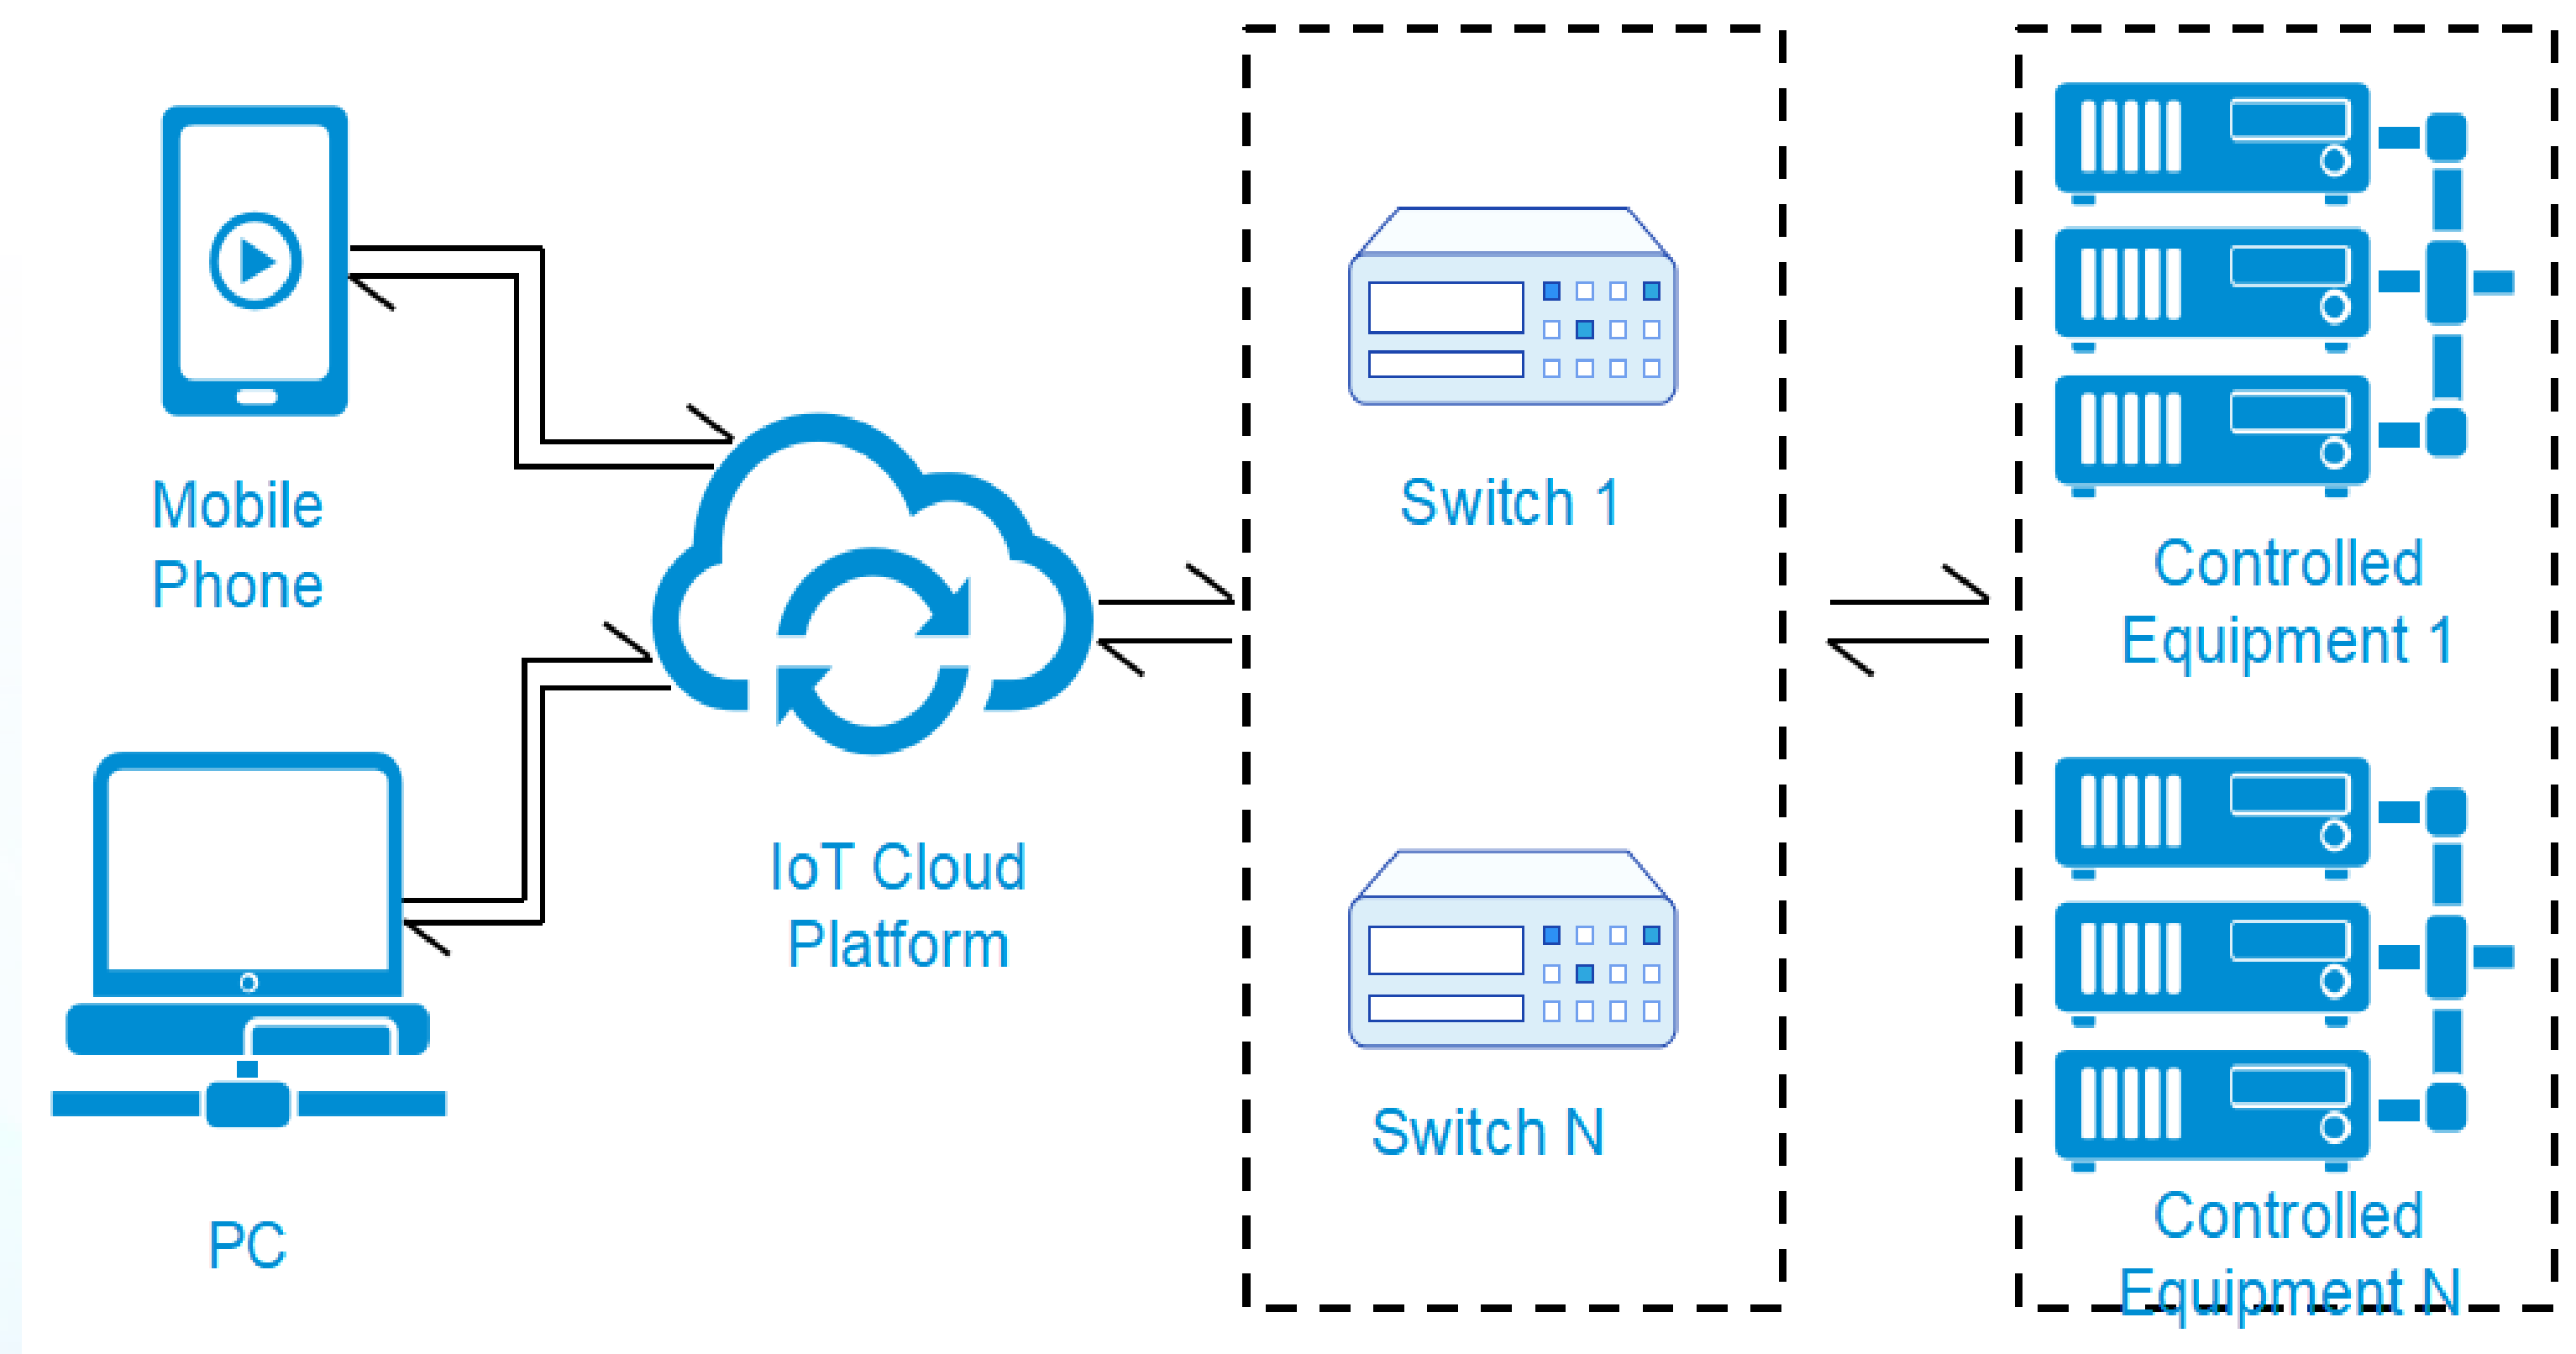 Mobile
Phone
PC
IoT Cloud
Platform
Switch 1
Switch N
Controlled
Equipment 1
Controlled
Equipment N